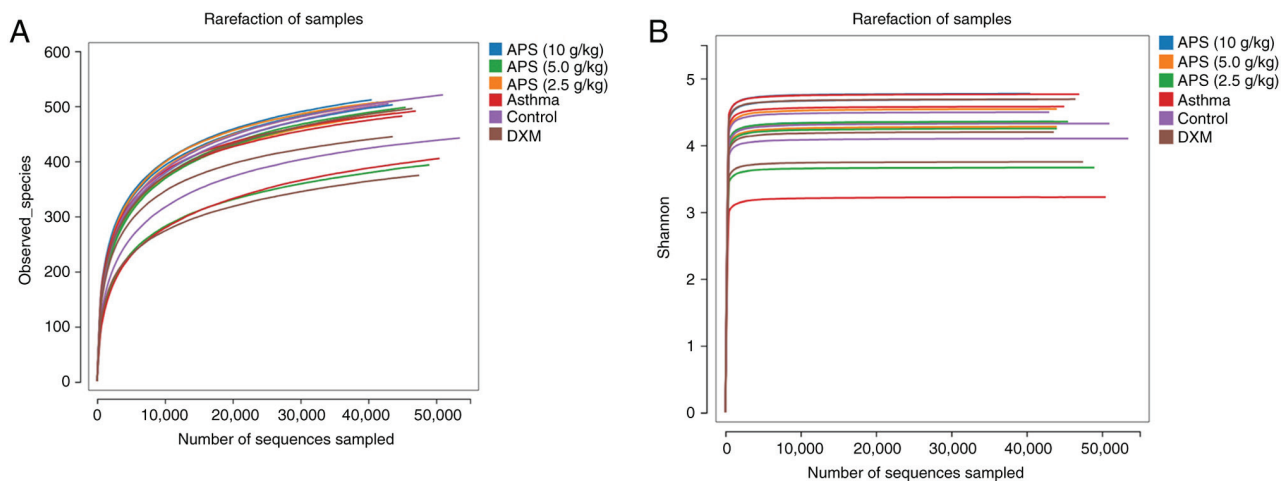 A
Rarefaction of samples
600
500
400
300
200
100
0
Observed_species
0 10,000 20,000 30,000 40,000 50,000
Number of sequences sampled
APS (10 g/kg)
APS (5.0 g/kg)
APS (2.5 g/kg)
Asthma
Control
DXM
B
Rarefaction of samples
5
4
3
2
1
0
Shannon
0 10,000 20,000 30,000 40,000 50,000
Number of sequences sampled
APS (10 g/kg)
APS (5.0 g/kg)
APS (2.5 g/kg)
Asthma
Control
DXM